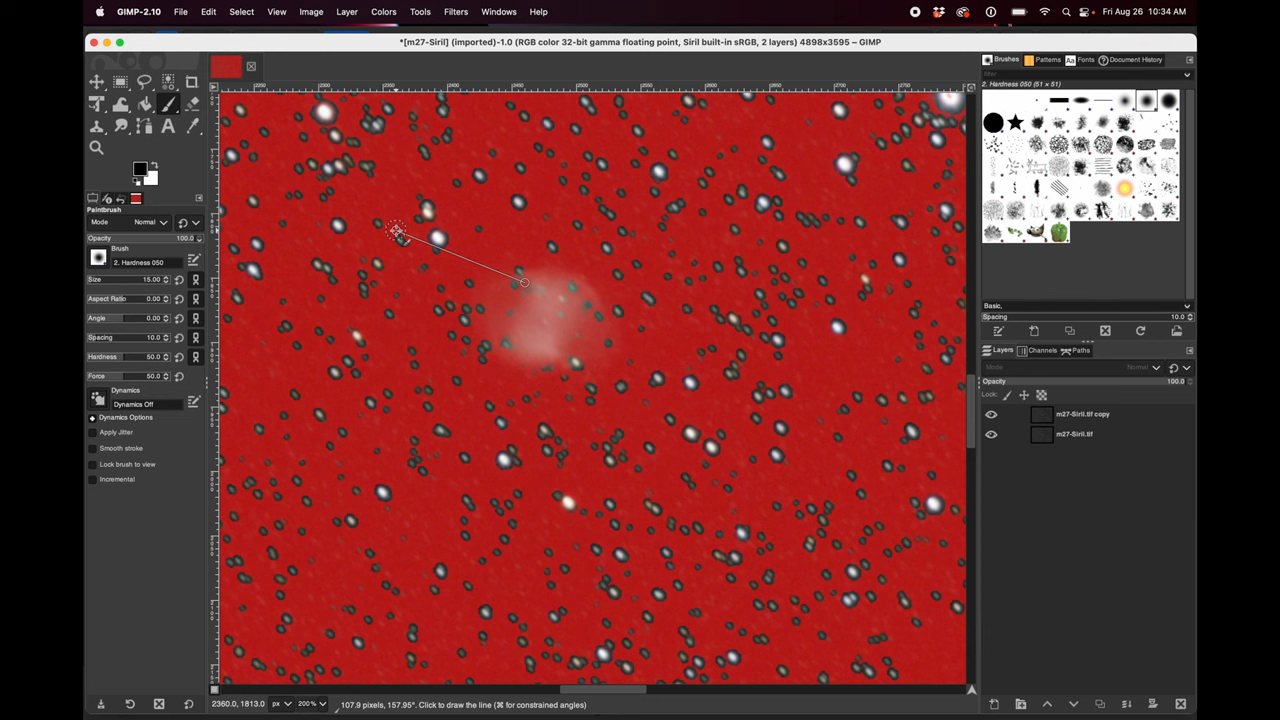 GIMP-2.10 File Edit Select View Image Layer Colors Tools Filters Windows Help Fri Aug 26 10:34 AM
*[m27-Siril] (imported)-1.0 (RGB color 32-bit gamma floating point, Siril built-in sRGB, 2 layers) 4898x3595 – GIMP
Brushes Patterns Aa Fonts Document History
filter
2. Hardness 050 (51 × 51)
Paintbrush
Mode Normal
Opacity 100.0
Brush
2. Hardness 050
Size 15.00
Aspect Ratio 0.00
Angle 0.00
Spacing 10.0
Hardness 50.0
Force 50.0
Dynamics
Dynamics Off
Dynamics Options
Apply Jitter
Smooth stroke
Lock brush to view
Incremental
Basic,
Spacing 10.0
Layers Channels Paths
Mode Normal
Opacity 100.0
Lock:
m27-Siril.tif copy
m27-Siril.tif
2360.0, 1813.0 px 200% 107.9 pixels, 157.95°. Click to draw the line (⌘ for constrained angles)